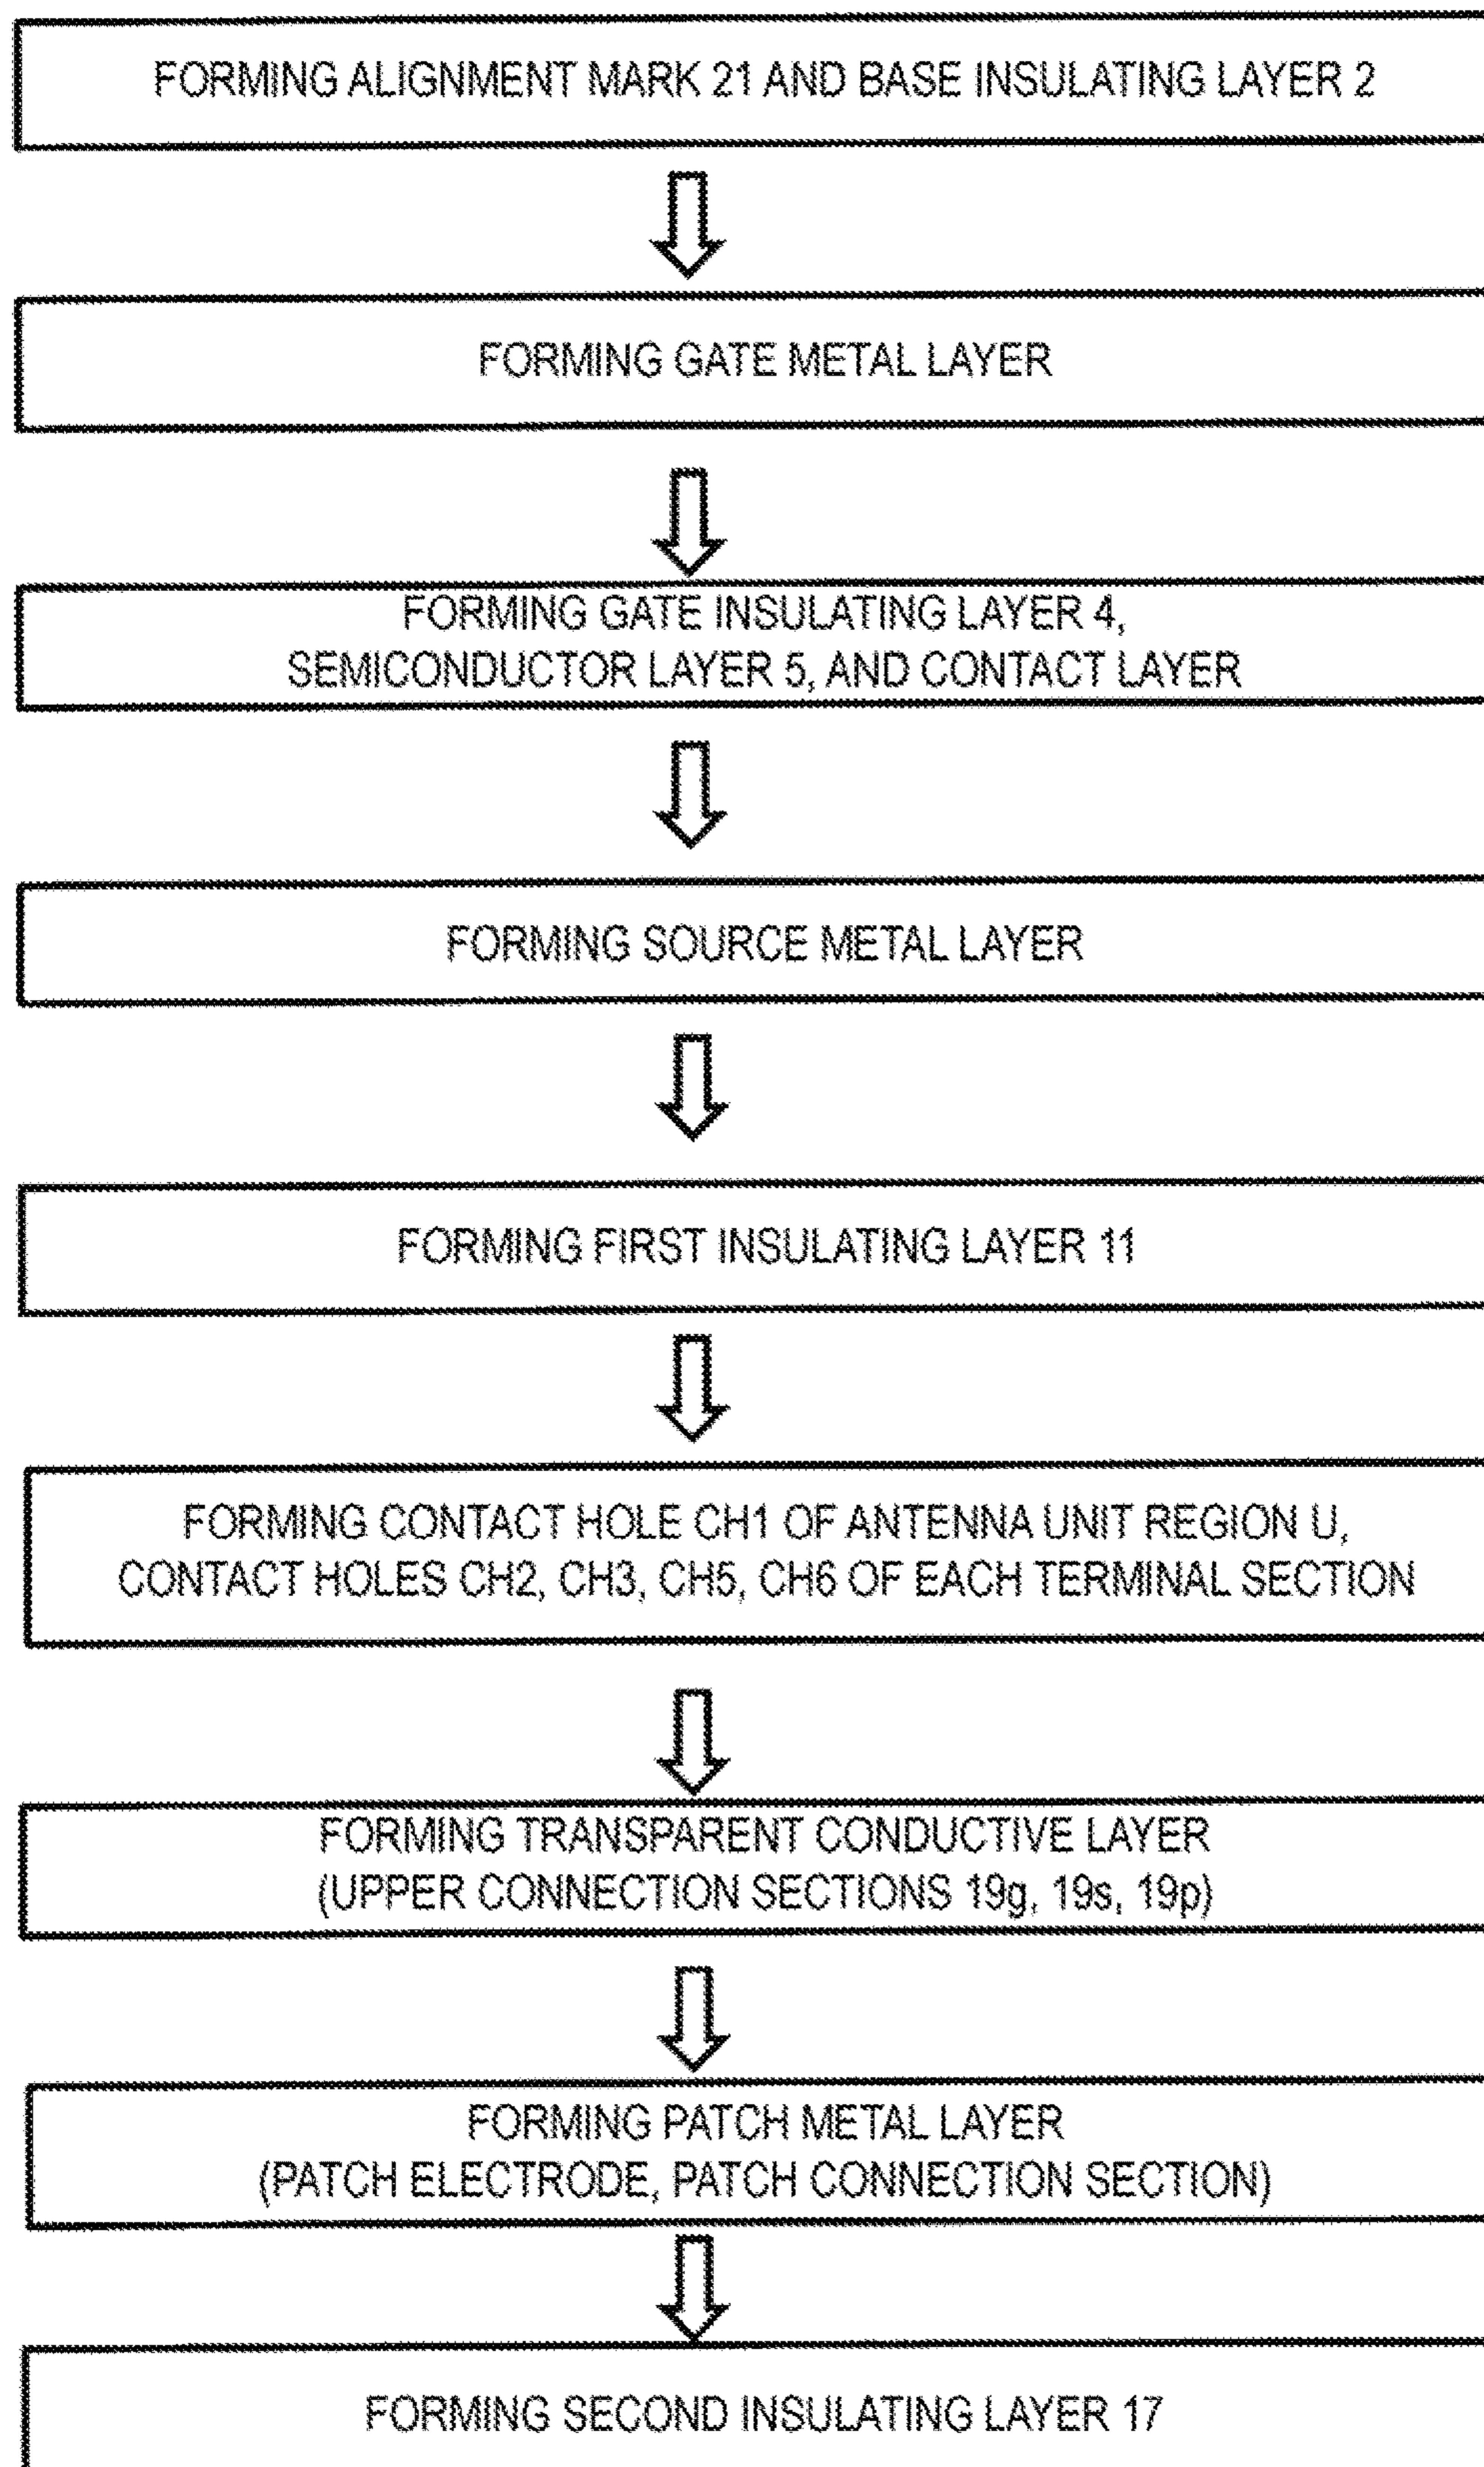 FORMING ALIGNMENT MARK 21 AND BASE INSULATING LAYER 2
FORMING GATE METAL LAYER
FORMING GATE INSULATING LAYER 4,
SEMICONDUCTOR LAYER 5, AND CONTACT LAYER
FORMING SOURCE METAL LAYER
FORMING FIRST INSULATING LAYER 11
FORMING CONTACT HOLE CH1 OF ANTENNA UNIT REGION U,
CONTACT HOLES CH2, CH3, CH5, CH6 OF EACH TERMINAL SECTION
FORMING TRANSPARENT CONDUCTIVE LAYER
(UPPER CONNECTION SECTIONS 19g, 19s, 19p)
FORMING PATCH METAL LAYER
(PATCH ELECTRODE, PATCH CONNECTION SECTION)
FORMING SECOND INSULATING LAYER 17